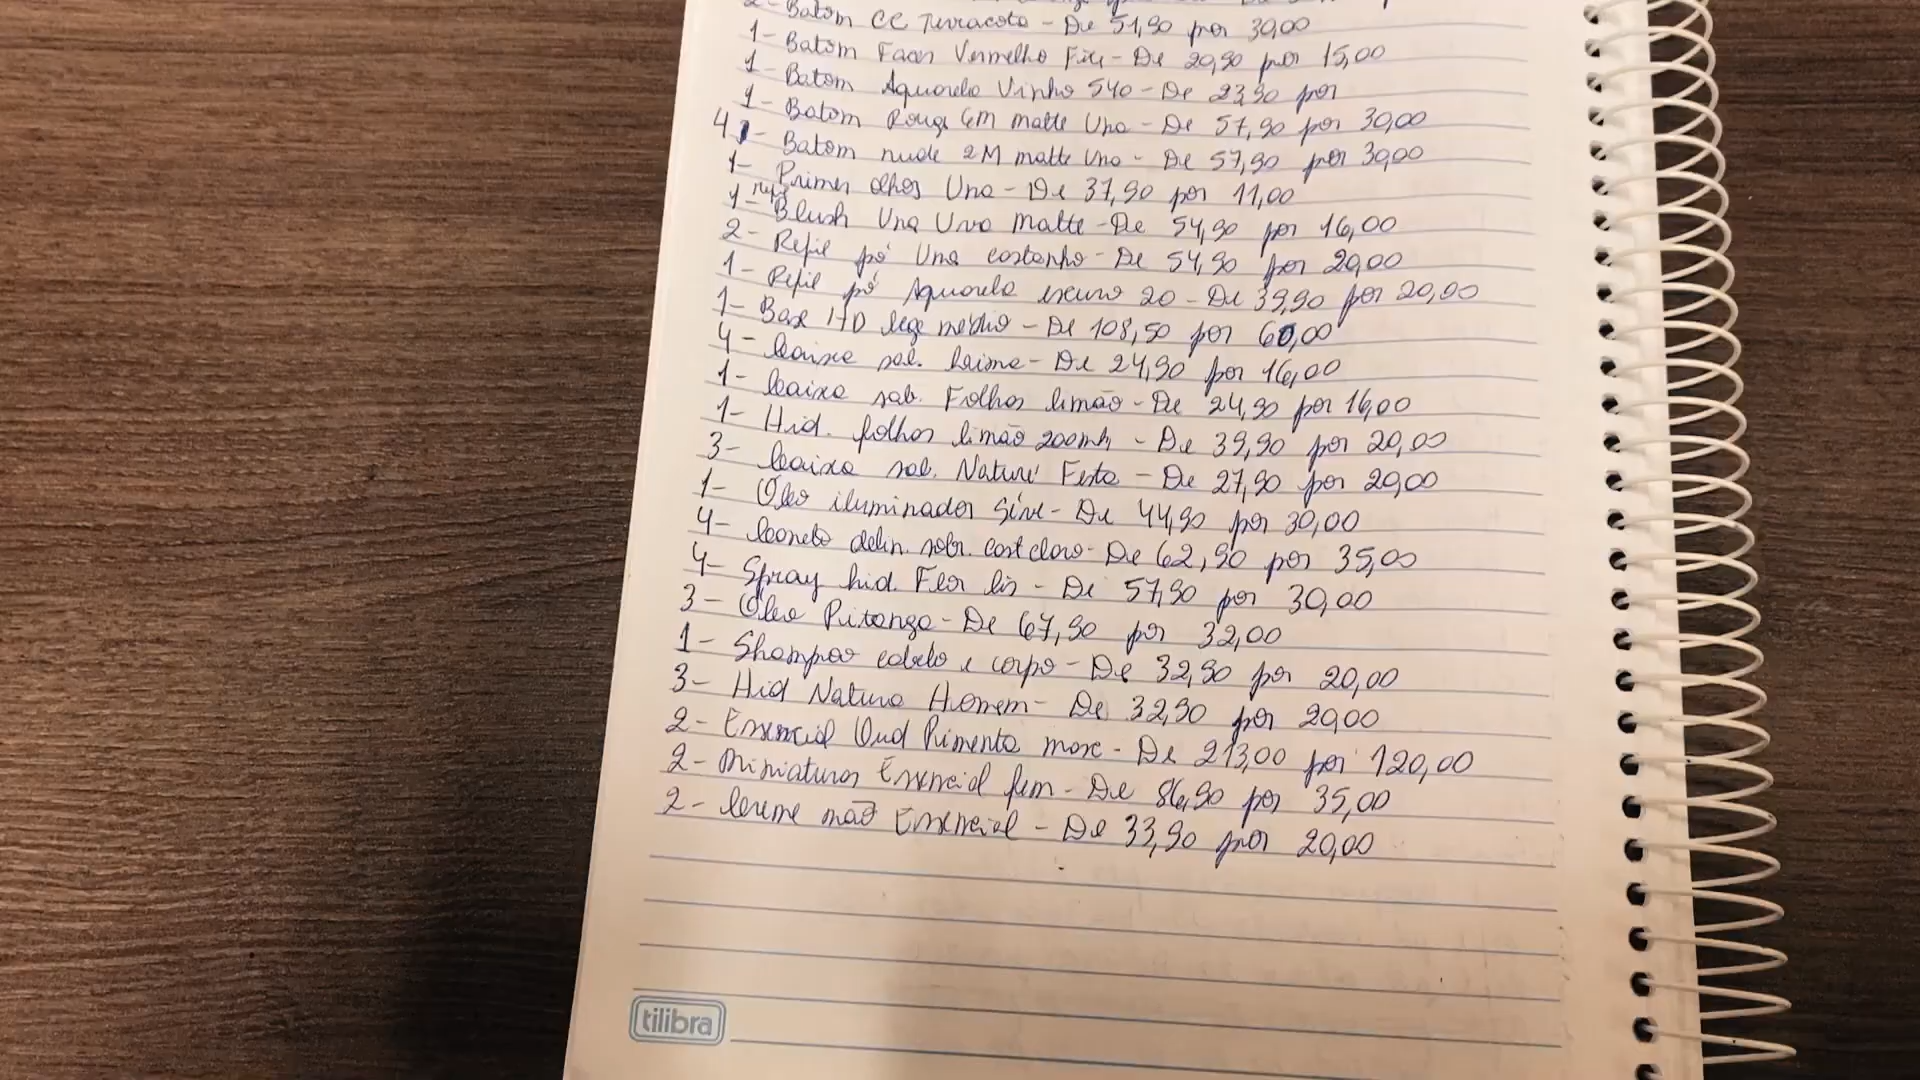 2- Batom CC Terracota - De 51,90 por 30,00
1- Batom Faces Vermelho Fix - De 20,90 por 15,00
1- Batom Aquarela Vinho 540 - De 23,90 por
1- Batom Rouge 6M matte Una - De 57,90 por 30,00
4 1- Batom nude 2M matte Una - De 57,90 por 30,00
1- Primer olhos Una - De 37,90 por 11,00
1- Blush Una Uva Matte - De 54,90 por 16,00
2- Refil pó Una castanho - De 54,90 por 20,00
1- Refil pó Aquarela escuro 20 - De 39,90 por 20,00
1- Base HD bege médio - De 108,50 por 60,00
4- Caixa sab. - De 24,90 por 16,00
1- Caixa sab. Folhas limão - De 24,90 por 16,00
1- Hid. folhas limão 200ml - De 39,90 por 20,00
3- Caixa sab. Naturé Festa - De 27,90 por 20,00
1- Óleo iluminador Séve - De 44,90 por 30,00
4- Caneta delin. sobr. cast claro - De 62,90 por 35,00
4- Spray hid. Flor lis - De 57,90 por 30,00
3- Óleo Pitanga - De 67,90 por 32,00
1- Shampoo cabelo e corpo - De 32,90 por 20,00
3- Hid Natura Homem - De 32,90 por 20,00
2- Essencial Oud Pimenta masc - De 213,00 por 120,00
2- Miniaturas Essencial fem - De 86,90 por 35,00
2- Creme mão Essencial - De 33,90 por 20,00
tilibra